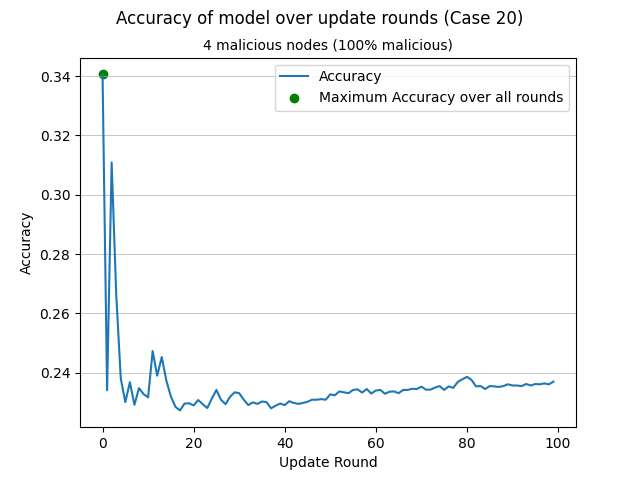 Accuracy of model over update rounds (Case 20)
4 malicious nodes (100% malicious)
Accuracy
Maximum Accuracy over all rounds
0.34
0.32
0.30
0.28
0.26
0.24
Accuracy
0 20 40 60 80 100
Update Round